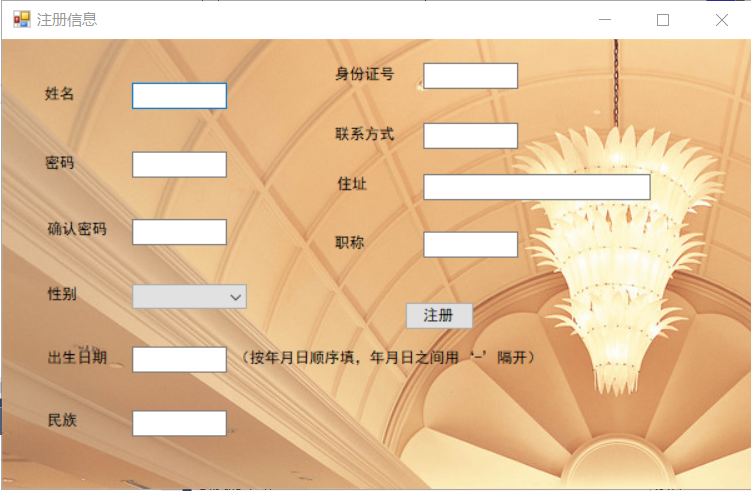 注册信息
姓名
密码
确认密码
性别
出生日期
（按年月日顺序填，年月日之间用‘-’隔开）
民族
身份证号
联系方式
住址
职称
注册